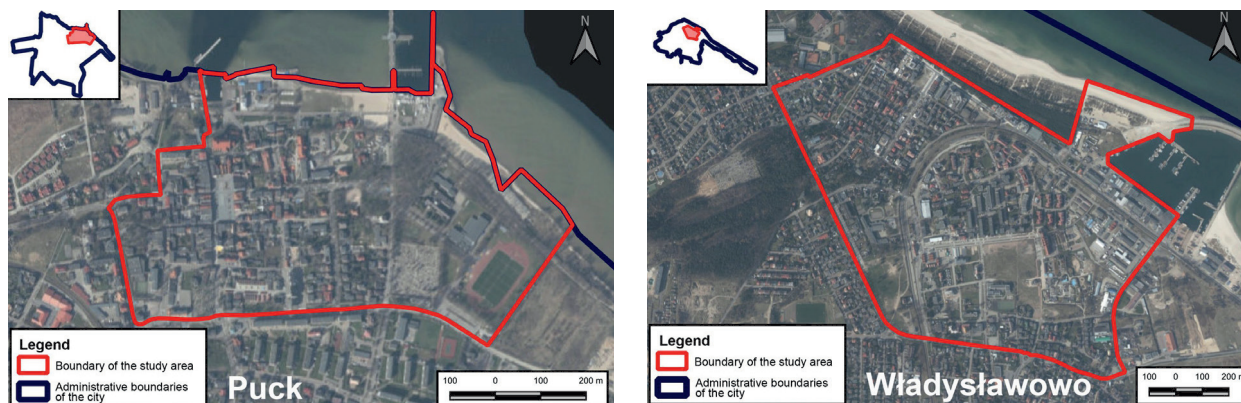 N
Legend
Boundary of the study area
Administrative boundaries
of the city
Puck
100 0 100 200 m
N
Legend
Boundary of the study area
Administrative boundaries
of the city
Władysławowo
100 0 100 200 m